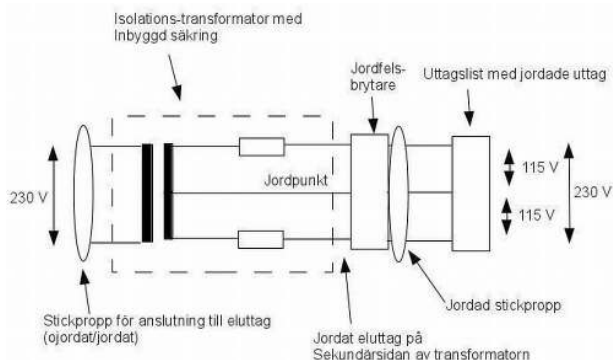 Isolations-transformator med
Inbyggd säkring
Jordfels-
brytare
Uttagslist med jordade uttag
230 V
Jordpunkt
115 V
115 V
230 V
Stickpropp för anslutning till eluttag
(ojordat/jordat)
Jordat eluttag på
Sekundärsidan av transformatorn
Jordad stickpropp